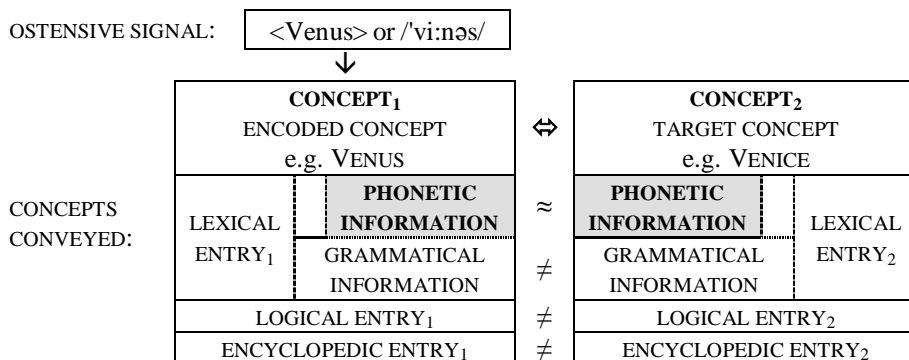 OSTENSIVE SIGNAL: <Venus> or /'vi:nəs/
↓
CONCEPT₁ CONCEPT₂
ENCODED CONCEPT ⇔ TARGET CONCEPT
e.g. VENUS e.g. VENICE
PHONETIC PHONETIC
CONCEPTS LEXICAL INFORMATION ≈ INFORMATION LEXICAL
CONVEYED: ENTRY₁ GRAMMATICAL GRAMMATICAL ENTRY₂
INFORMATION ≠ INFORMATION
LOGICAL ENTRY₁ ≠ LOGICAL ENTRY₂
ENCYCLOPEDIC ENTRY₁ ≠ ENCYCLOPEDIC ENTRY₂